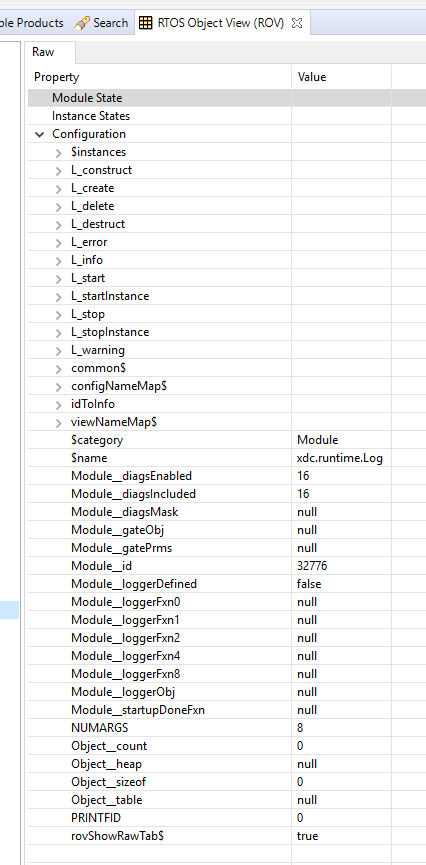 ble Products Search RTOS Object View (ROV)
Raw
Property Value
Module State
Instance States
Configuration
$instances
L_construct
L_create
L_delete
L_destruct
L_error
L_info
L_start
L_startInstance
L_stop
L_stopInstance
L_warning
common$
configNameMap$
idToInfo
viewNameMap$
$category Module
$name xdc.runtime.Log
Module__diagsEnabled 16
Module__diagsIncluded 16
Module__diagsMask null
Module__gateObj null
Module__gatePrms null
Module__id 32776
Module__loggerDefined false
Module__loggerFxn0 null
Module__loggerFxn1 null
Module__loggerFxn2 null
Module__loggerFxn4 null
Module__loggerFxn8 null
Module__loggerObj null
Module__startupDoneFxn null
NUMARGS 8
Object__count 0
Object__heap null
Object__sizeof 0
Object__table null
PRINTFID 0
rovShowRawTab$ true